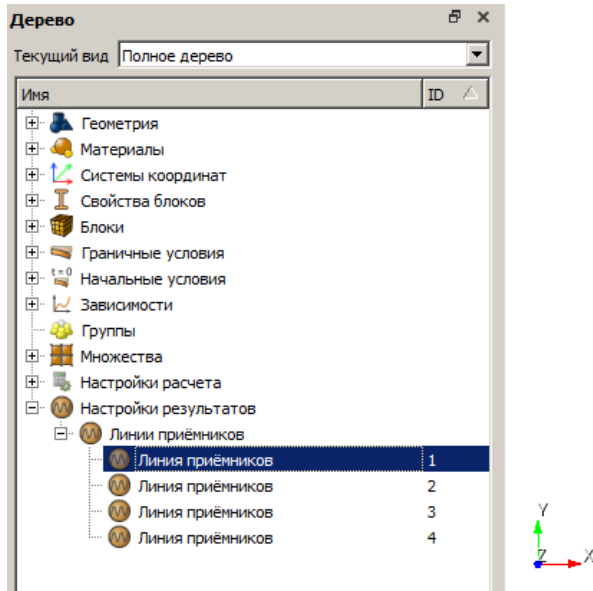 Дерево
Текущий вид Полное дерево
Имя ID
Геометрия
Материалы
Системы координат
Свойства блоков
Блоки
Граничные условия
t=0 Начальные условия
Зависимости
Группы
Множества
Настройки расчета
Настройки результатов
Линии приёмников
Линия приёмников 1
Линия приёмников 2
Линия приёмников 3
Линия приёмников 4
Y
Z X